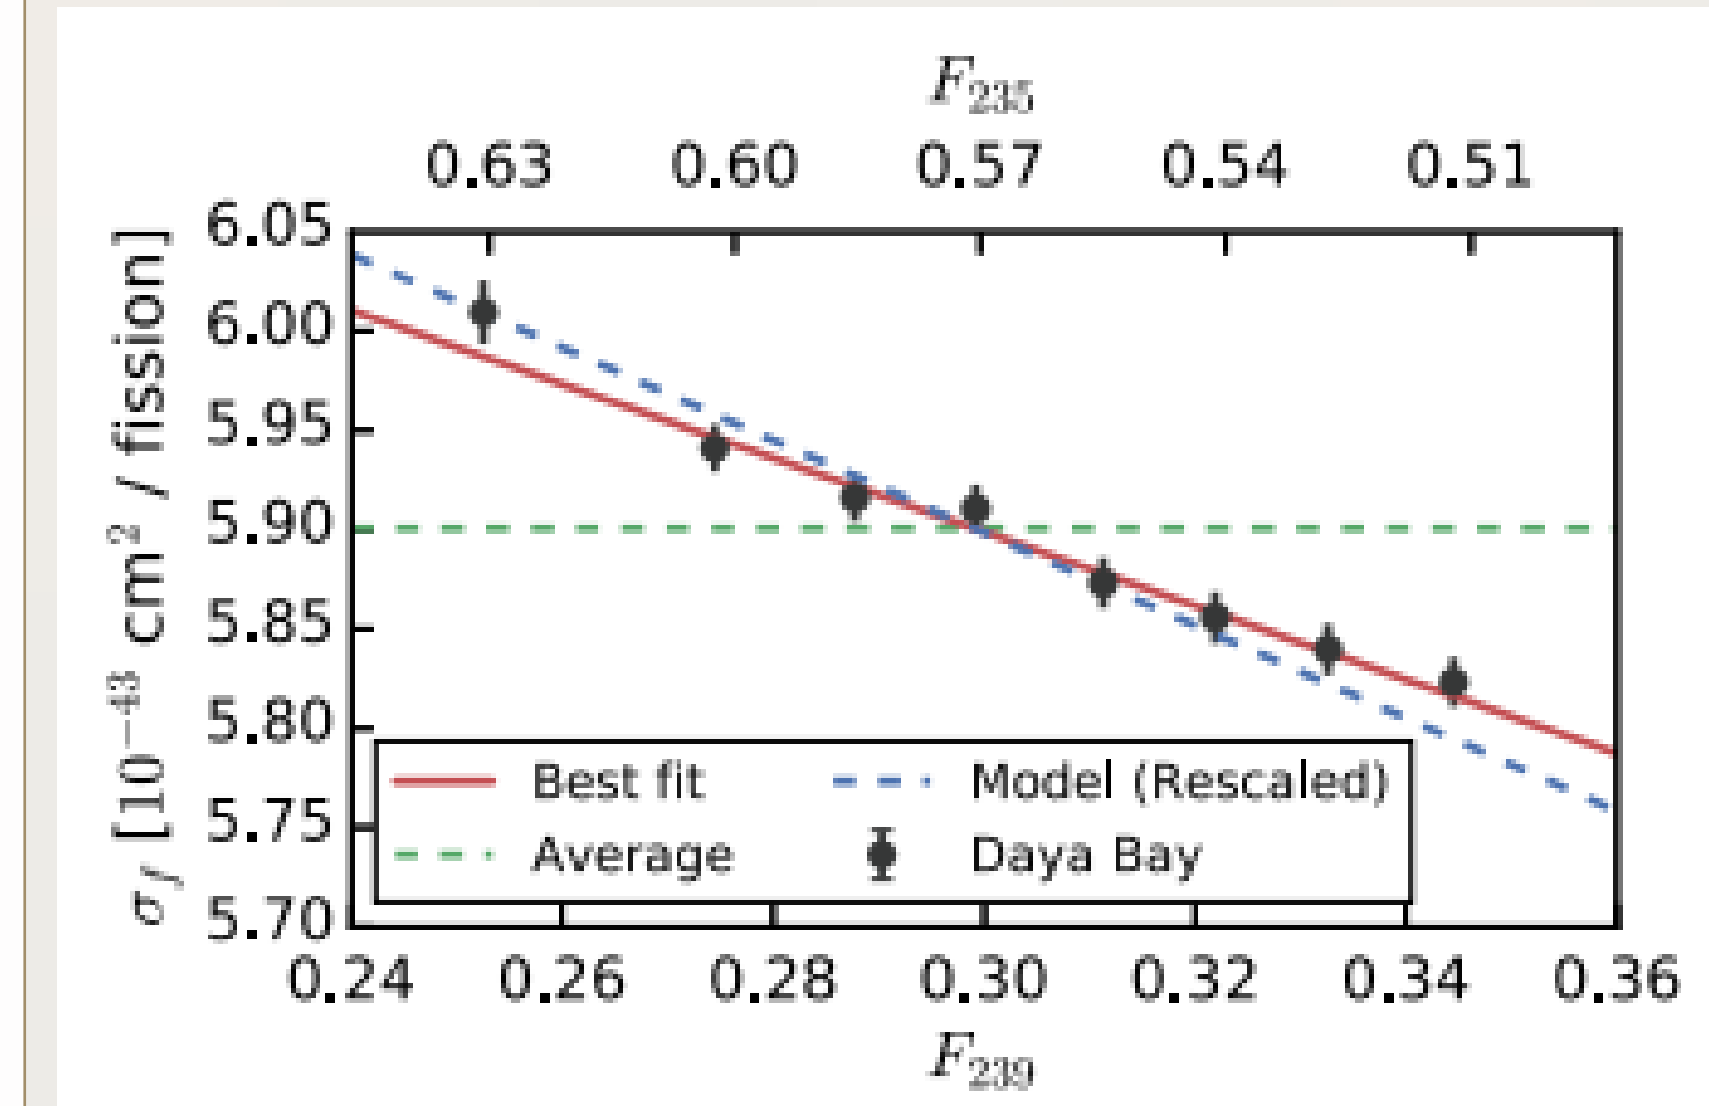 F₂₃₅
0.63 0.60 0.57 0.54 0.51
σ_f [10⁻⁴³ cm² / fission]
6.05
6.00
5.95
5.90
5.85
5.80
5.75
5.70
Best fit
Model (Rescaled)
Average
Daya Bay
0.24 0.26 0.28 0.30 0.32 0.34 0.36
F₂₃₉